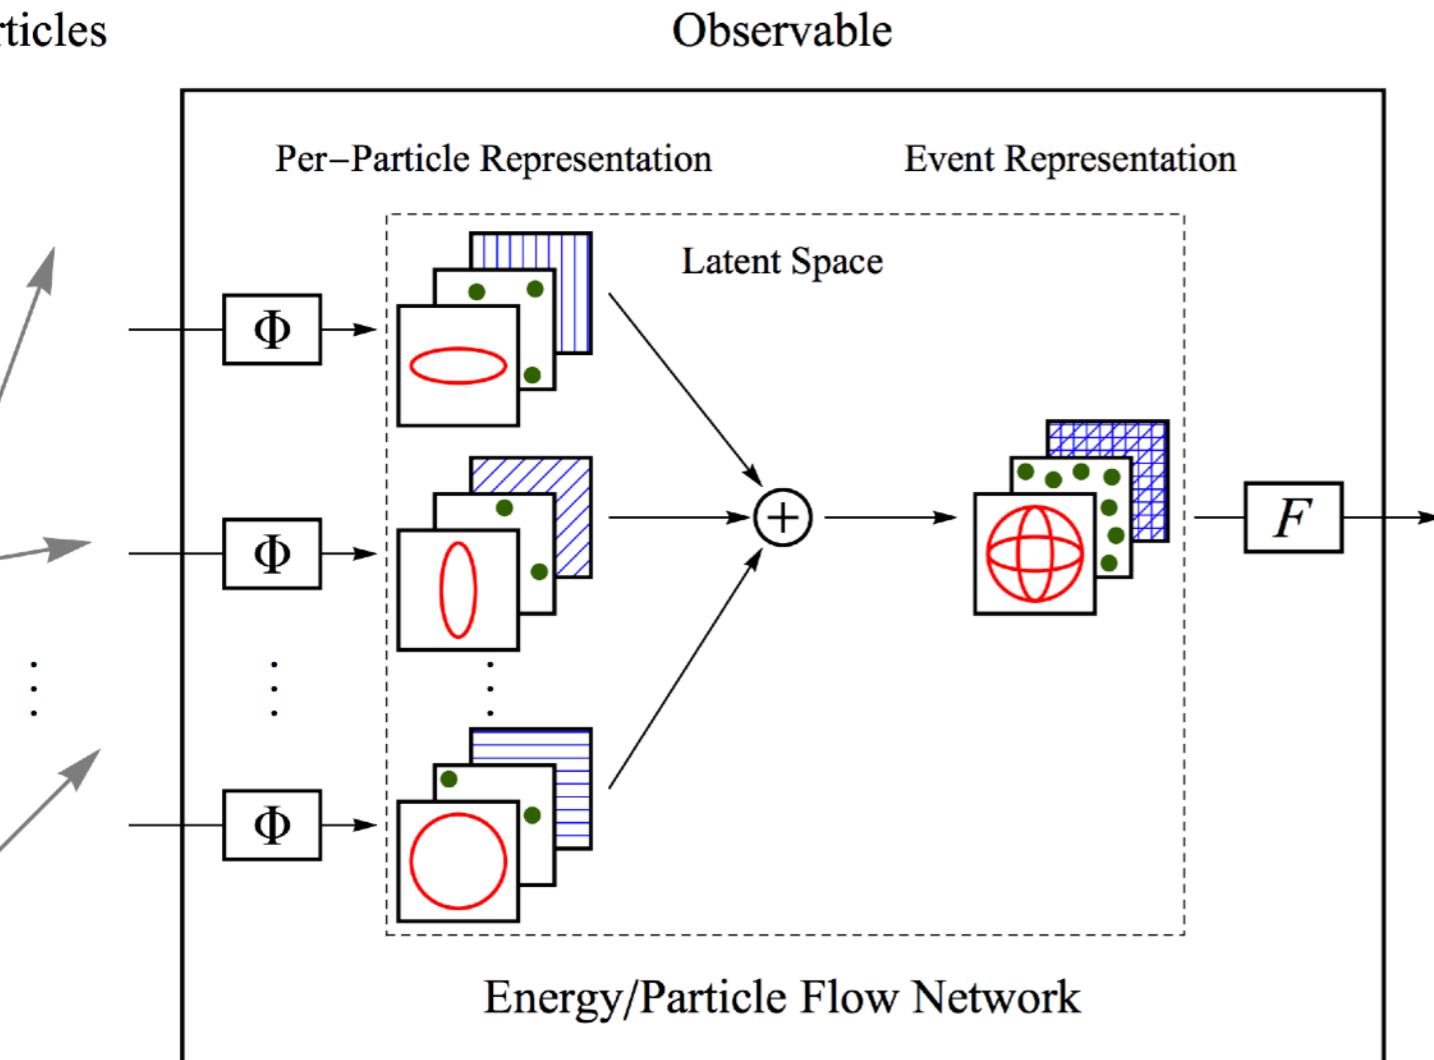 rticles
Observable
Per−Particle Representation
Event Representation
Latent Space
Φ
Φ
+
F
Φ
Energy/Particle Flow Network